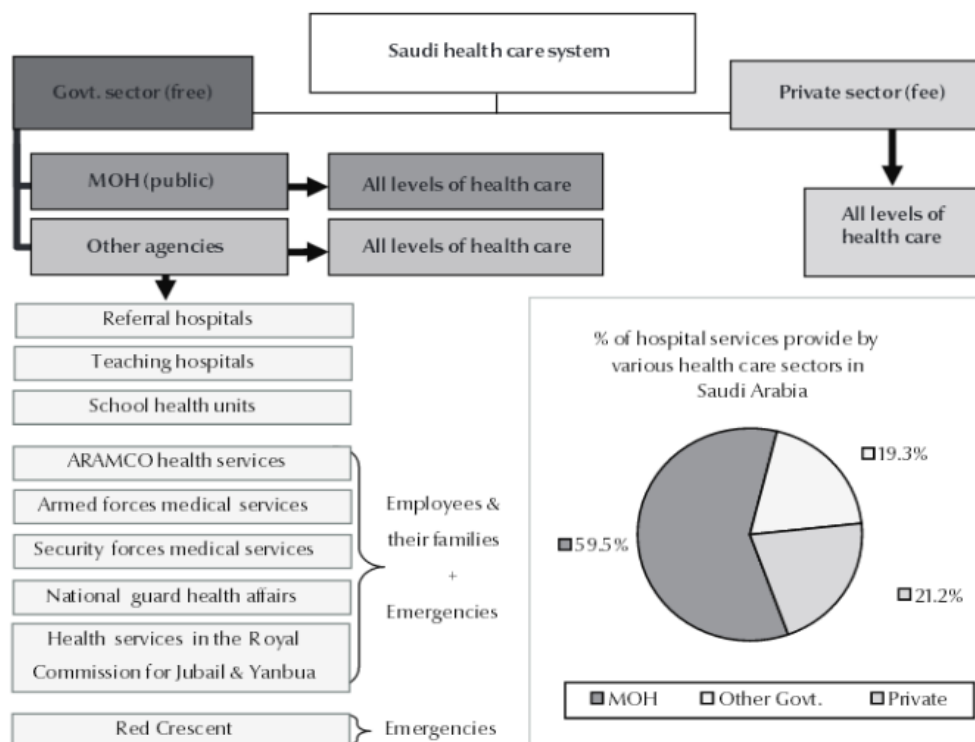 Saudi health care system
Govt. sector (free)
Private sector (fee)
MOH (public)
All levels of health care
All levels of
health care
Other agencies
All levels of health care
Referral hospitals
Teaching hospitals
School health units
ARAMCO health services
Armed forces medical services
Security forces medical services
National guard health affairs
Health services in the Royal
Commission for Jubail & Yanbua
Employees &
their families
+
Emergencies
Red Crescent
Emergencies
% of hospital services provide by
various health care sectors in
Saudi Arabia
19.3%
59.5%
21.2%
MOH
Other Govt.
Private